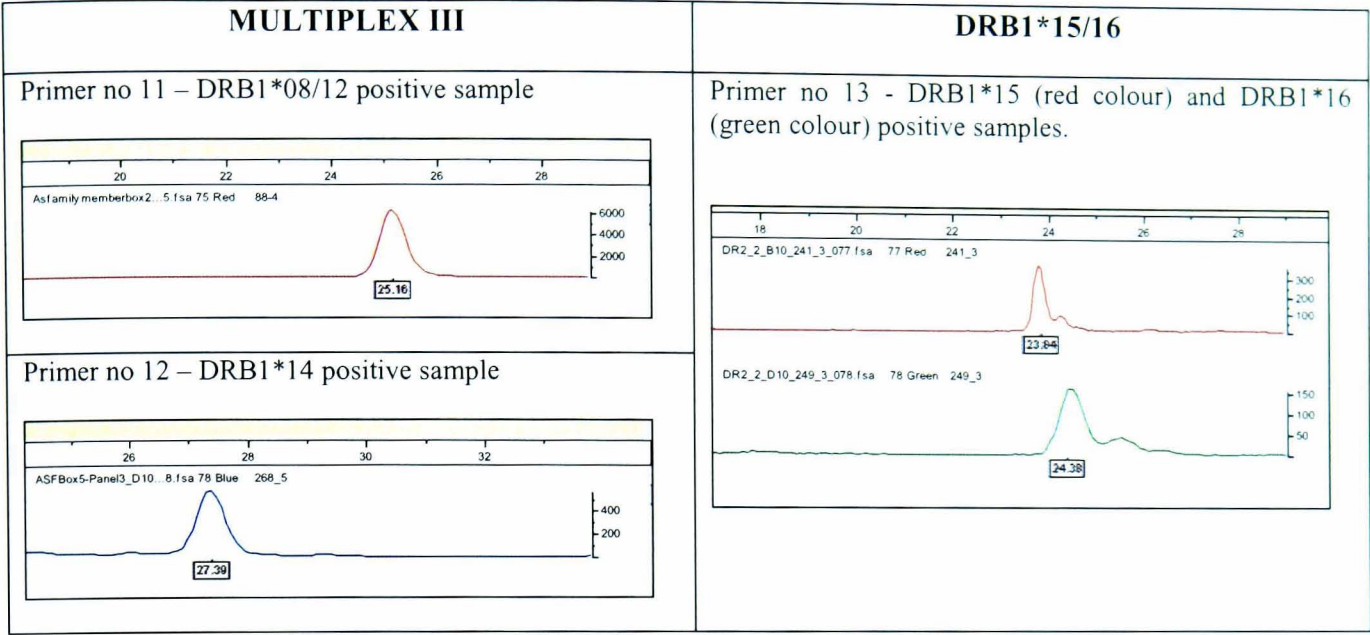 MULTIPLEX III
Primer no 11 – DRB1*08/12 positive sample
20 22 24 26 28
Asfamily memberbox2...5.fsa 75 Red 88-4
6000
4000
2000
25.16
Primer no 12 – DRB1*14 positive sample
26 28 30 32
ASFBox5-Panel3_D10...8.fsa 78 Blue 268_5
400
200
27.39
DRB1*15/16
Primer no 13 - DRB1*15 (red colour) and DRB1*16
(green colour) positive samples.
18 20 22 24 26 28
DR2_2_B10_241_3_077.fsa 77 Red 241_3
300
200
100
23.84
DR2_2_D10_249_3_078.fsa 78 Green 249_3
150
100
50
24.38